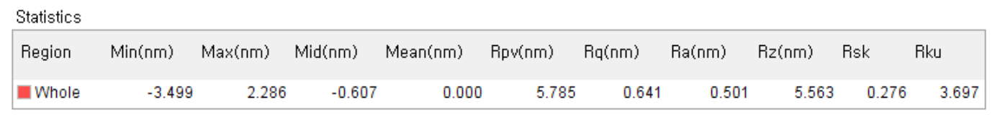 Statistics
Region Min(nm) Max(nm) Mid(nm) Mean(nm) Rpv(nm) Rq(nm) Ra(nm) Rz(nm) Rsk Rku
Whole -3.499 2.286 -0.607 0.000 5.785 0.641 0.501 5.563 0.276 3.697